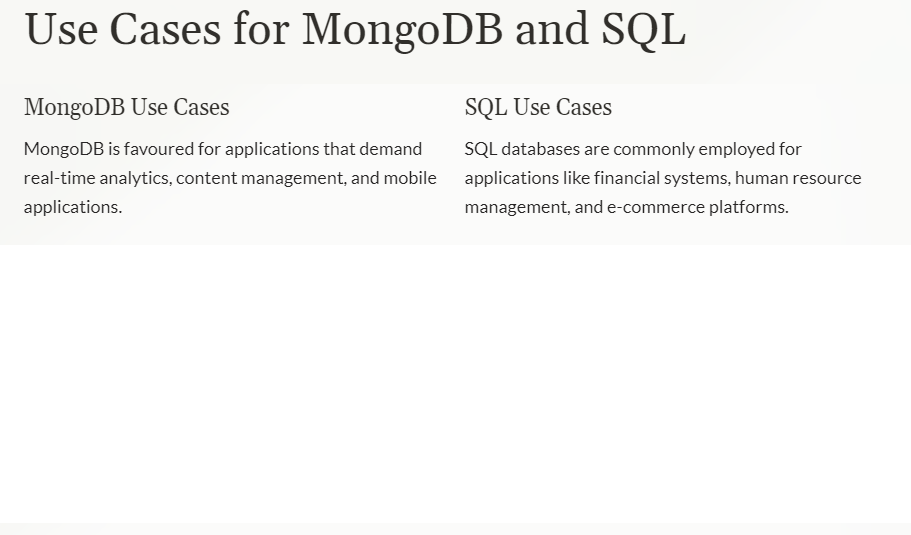 Use Cases for MongoDB and SQL
MongoDB Use Cases
MongoDB is favoured for applications that demand
real-time analytics, content management, and mobile
applications.
SQL Use Cases
SQL databases are commonly employed for
applications like financial systems, human resource
management, and e-commerce platforms.